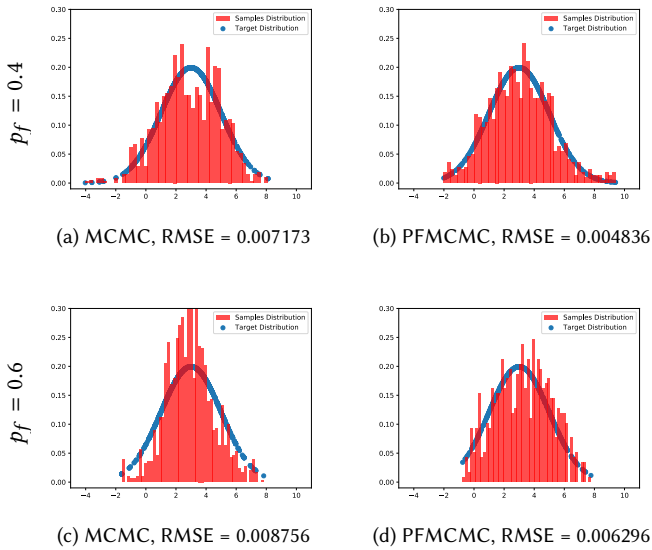 0.30
0.25
0.20
0.15
0.10
0.05
0.00
−4 −2 0 2 4 6 8 10
Samples Distribution
Target Distribution
0.30
0.25
0.20
0.15
0.10
0.05
0.00
−4 −2 0 2 4 6 8 10
Samples Distribution
Target Distribution
p_f = 0.4
(a) MCMC, RMSE = 0.007173
(b) PFMCMC, RMSE = 0.004836
0.30
0.25
0.20
0.15
0.10
0.05
0.00
−4 −2 0 2 4 6 8 10
Samples Distribution
Target Distribution
0.30
0.25
0.20
0.15
0.10
0.05
0.00
−4 −2 0 2 4 6 8 10
Samples Distribution
Target Distribution
p_f = 0.6
(c) MCMC, RMSE = 0.008756
(d) PFMCMC, RMSE = 0.006296